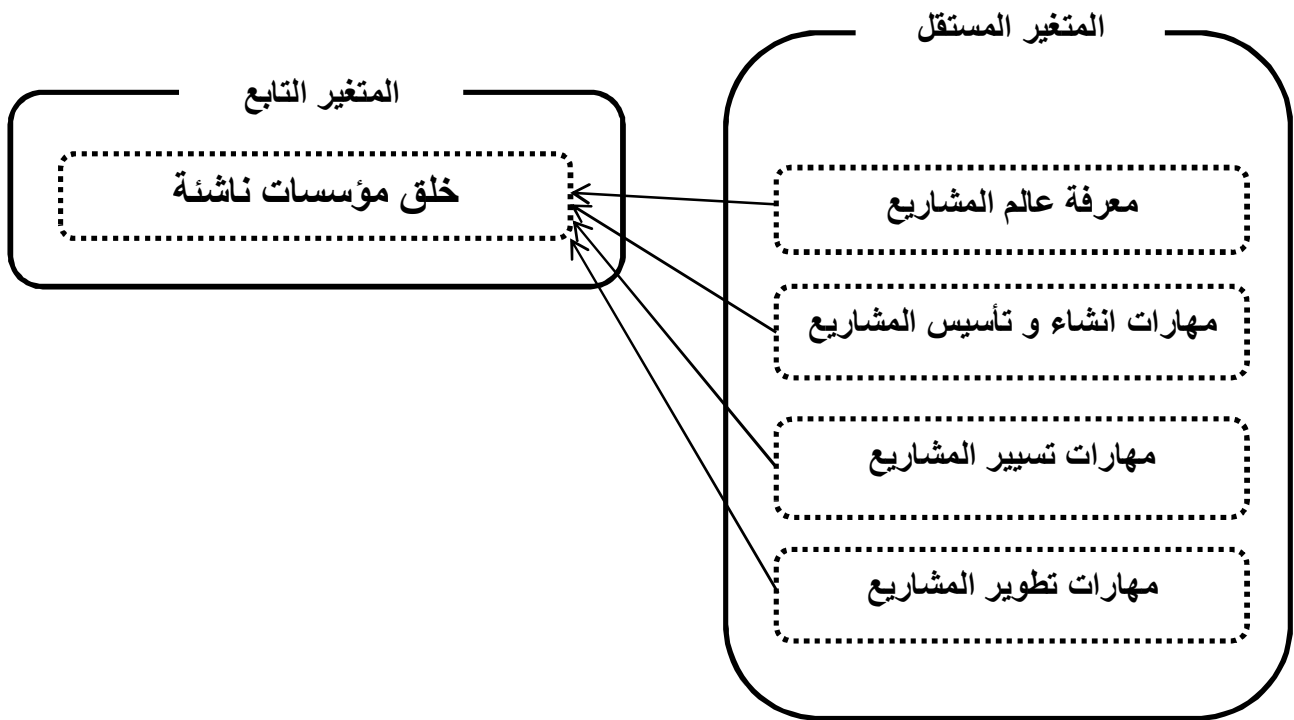 المتغير المستقل
معرفة عالم المشاريع
مهارات انشاء و تأسيس المشاريع
مهارات تسيير المشاريع
مهارات تطوير المشاريع
المتغير التابع
خلق مؤسسات ناشئة